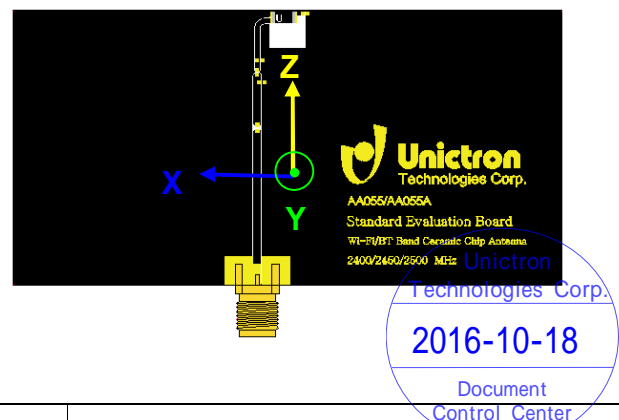 U
Z
X
Y
Unictron
Technologies Corp.
AA055/AA055A
Standard Evaluation Board
Wi-Fi/BT Band Ceramic Chip Antenna
2400/2450/2500 MHz
Unictron
Technologies Corp.
2016-10-18
Document
Control Center